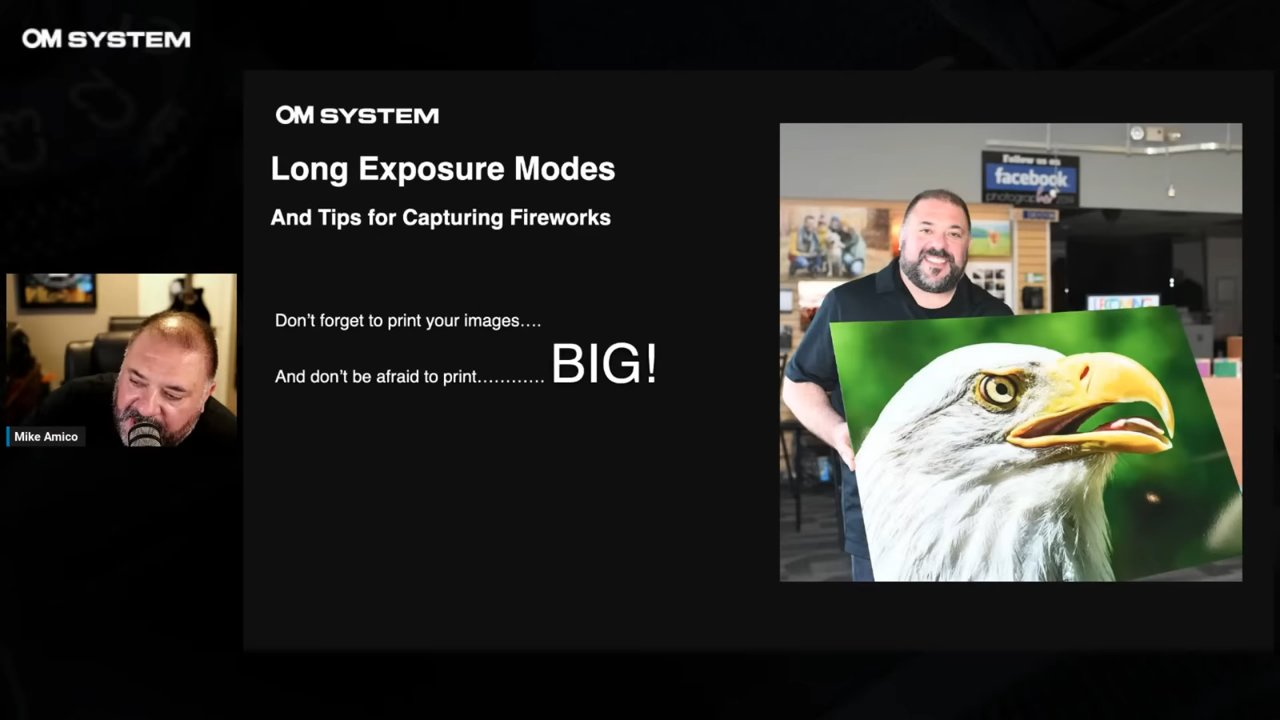 OM SYSTEM
OM SYSTEM
Long Exposure Modes
And Tips for Capturing Fireworks
Don't forget to print your images….
And don't be afraid to print………… BIG!
Mike Amico
Follow us on
facebook